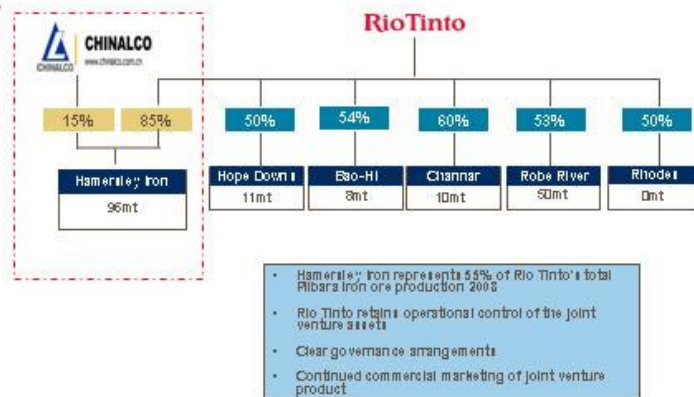 RioTinto
CHINALCO
www.chinalco.com.cn
CHINALCO
15%
85%
50%
54%
60%
53%
50%
Hamersley Iron
96mt
Hope Downs
11mt
Bao-HI
8mt
Channar
10mt
Robe River
50mt
Rhodes
0mt
• Hamersley Iron represents 55% of Rio Tinto's total
Pilbara iron ore production 2008
• Rio Tinto retains operational control of the joint
venture assets
• Clear governance arrangements
• Continued commercial marketing of joint venture
product